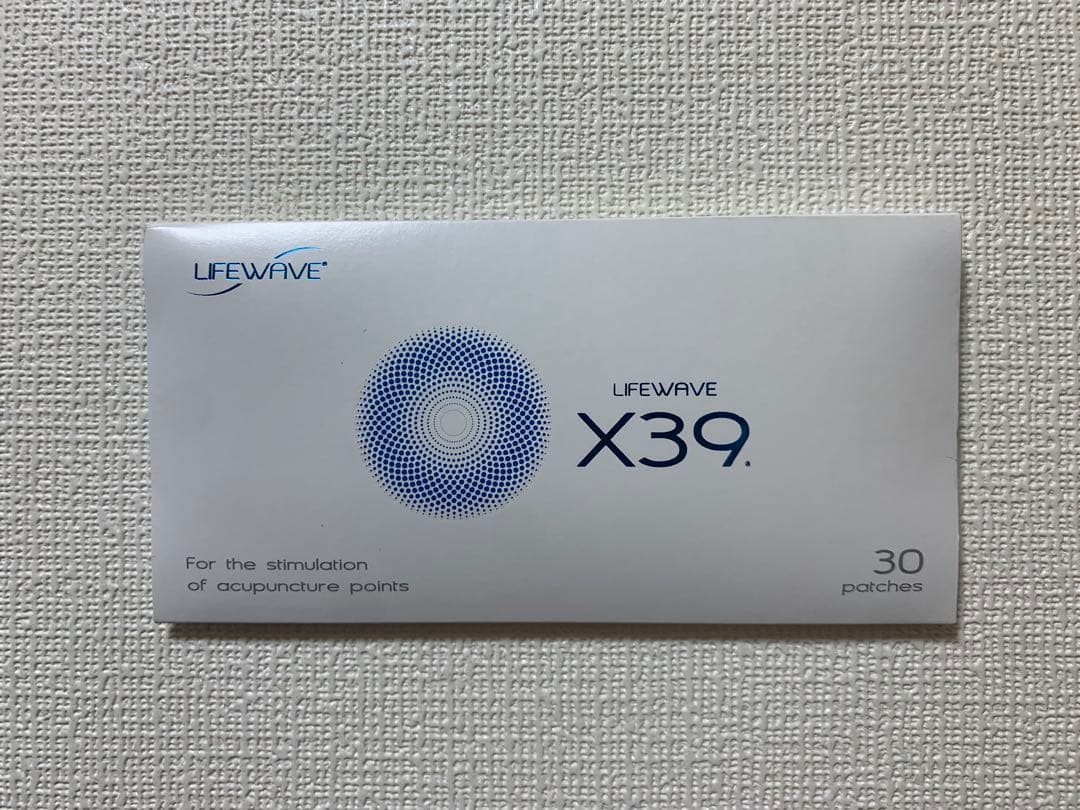 LIFEWAVE®
LIFEWAVE
X39®
For the stimulation
of acupuncture points
30
patches